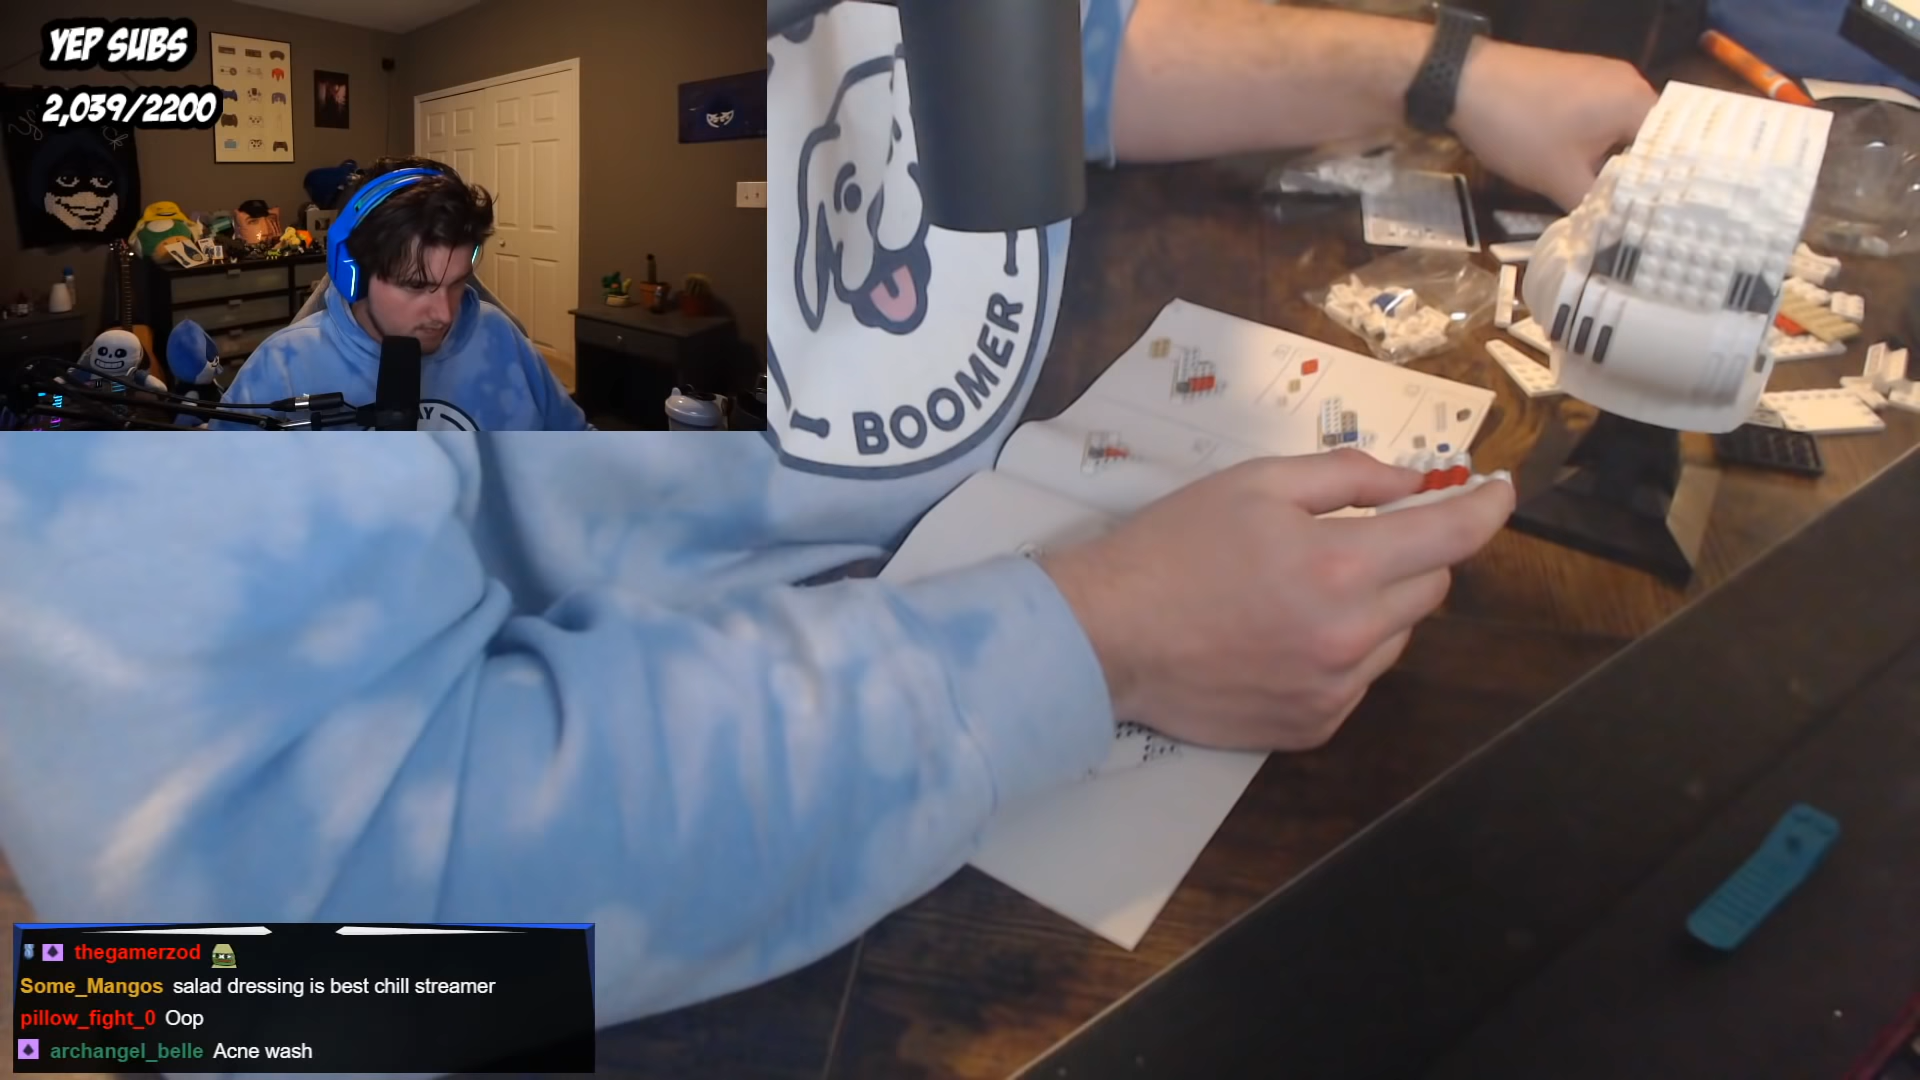 YEP SUBS
2,039/2200
AY
BOOMER
thegamerzod
Some_Mangos salad dressing is best chill streamer
pillow_fight_0 Oop
archangel_belle Acne wash